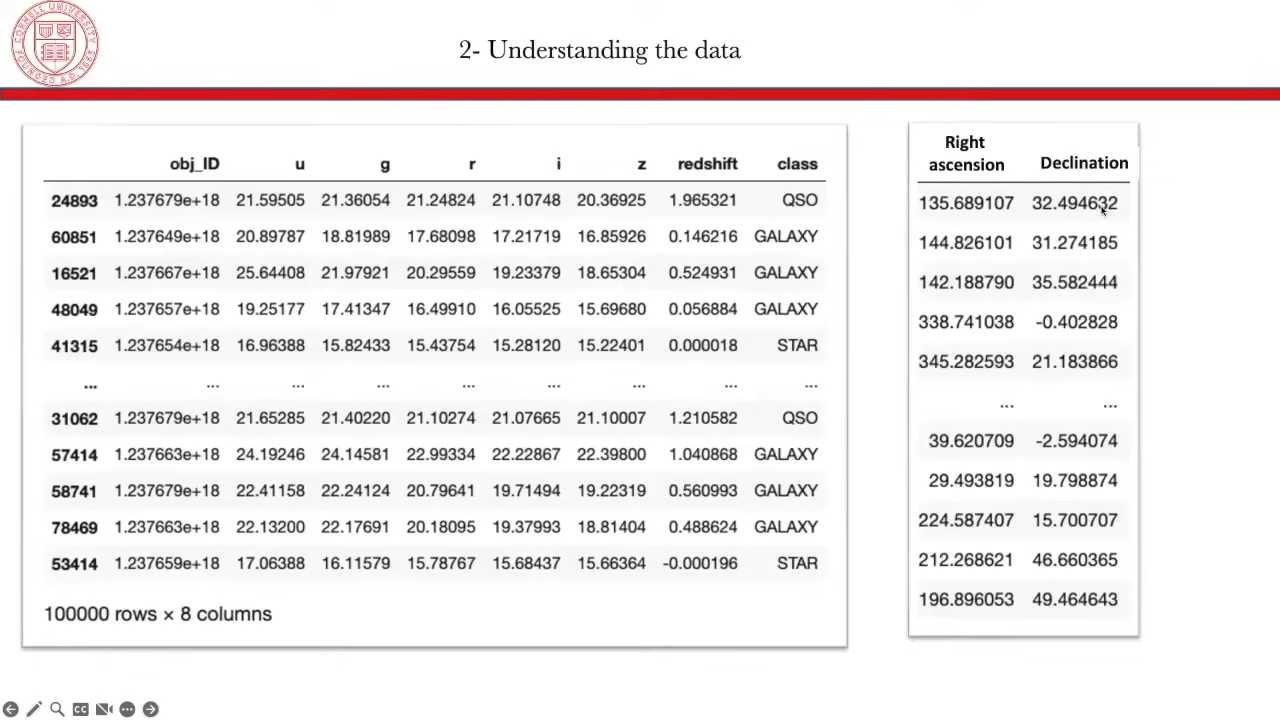 CORNELL UNIVERSITY
FOUNDED A.D. 1865
2- Understanding the data
obj_ID u g r i z redshift class
24893 1.237679e+18 21.59505 21.36054 21.24824 21.10748 20.36925 1.965321 QSO
60851 1.237649e+18 20.89787 18.81989 17.68098 17.21719 16.85926 0.146216 GALAXY
16521 1.237667e+18 25.64408 21.97921 20.29559 19.23379 18.65304 0.524931 GALAXY
48049 1.237657e+18 19.25177 17.41347 16.49910 16.05525 15.69680 0.056884 GALAXY
41315 1.237654e+18 16.96388 15.82433 15.43754 15.28120 15.22401 0.000018 STAR
... ... ... ... ... ... ... ... ...
31062 1.237679e+18 21.65285 21.40220 21.10274 21.07665 21.10007 1.210582 QSO
57414 1.237663e+18 24.19246 24.14581 22.99334 22.22867 22.39800 1.040868 GALAXY
58741 1.237679e+18 22.41158 22.24124 20.79641 19.71494 19.22319 0.560993 GALAXY
78469 1.237663e+18 22.13200 22.17691 20.18095 19.37993 18.81404 0.488624 GALAXY
53414 1.237659e+18 17.06388 16.11579 15.78767 15.68437 15.66364 -0.000196 STAR
100000 rows × 8 columns
Right
ascension Declination
135.689107 32.494632
144.826101 31.274185
142.188790 35.582444
338.741038 -0.402828
345.282593 21.183866
... ...
39.620709 -2.594074
29.493819 19.798874
224.587407 15.700707
212.268621 46.660365
196.896053 49.464643
CC